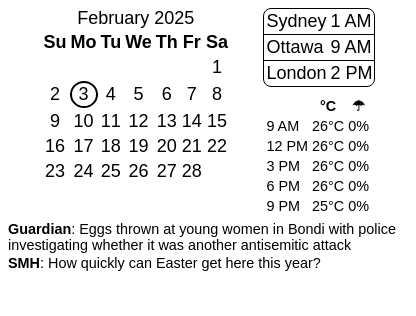 February 2025
Su Mo Tu We Th Fr Sa
1
2 3 4 5 6 7 8
9 10 11 12 13 14 15
16 17 18 19 20 21 22
23 24 25 26 27 28
Sydney 1 AM
Ottawa 9 AM
London 2 PM
°C ☂
9 AM 26°C 0%
12 PM 26°C 0%
3 PM 26°C 0%
6 PM 26°C 0%
9 PM 25°C 0%
Guardian: Eggs thrown at young women in Bondi with police
investigating whether it was another antisemitic attack
SMH: How quickly can Easter get here this year?